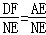 DF/NE = AE/NE